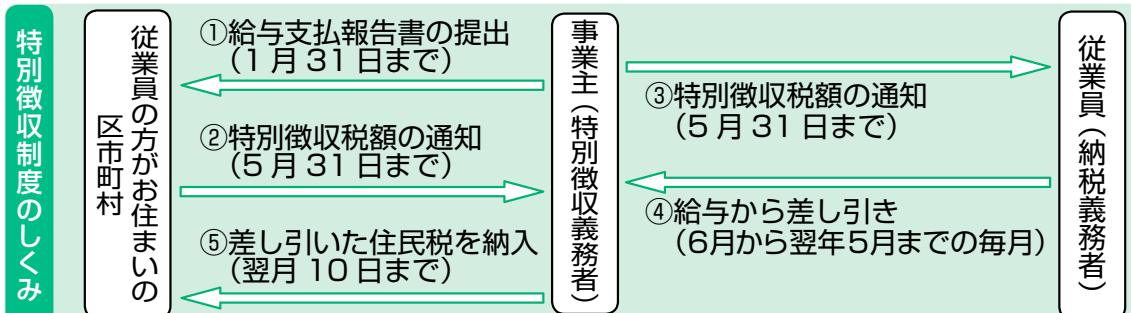 特別徴収制度のしくみ
従業員の方がお住まいの
区市町村
①給与支払報告書の提出
（1月31日まで）
②特別徴収税額の通知
（5月31日まで）
⑤差し引いた住民税を納入
（翌月10日まで）
事業主（特別徴収義務者）
③特別徴収税額の通知
（5月31日まで）
④給与から差し引き
（6月から翌年5月までの毎月）
従業員（納税義務者）